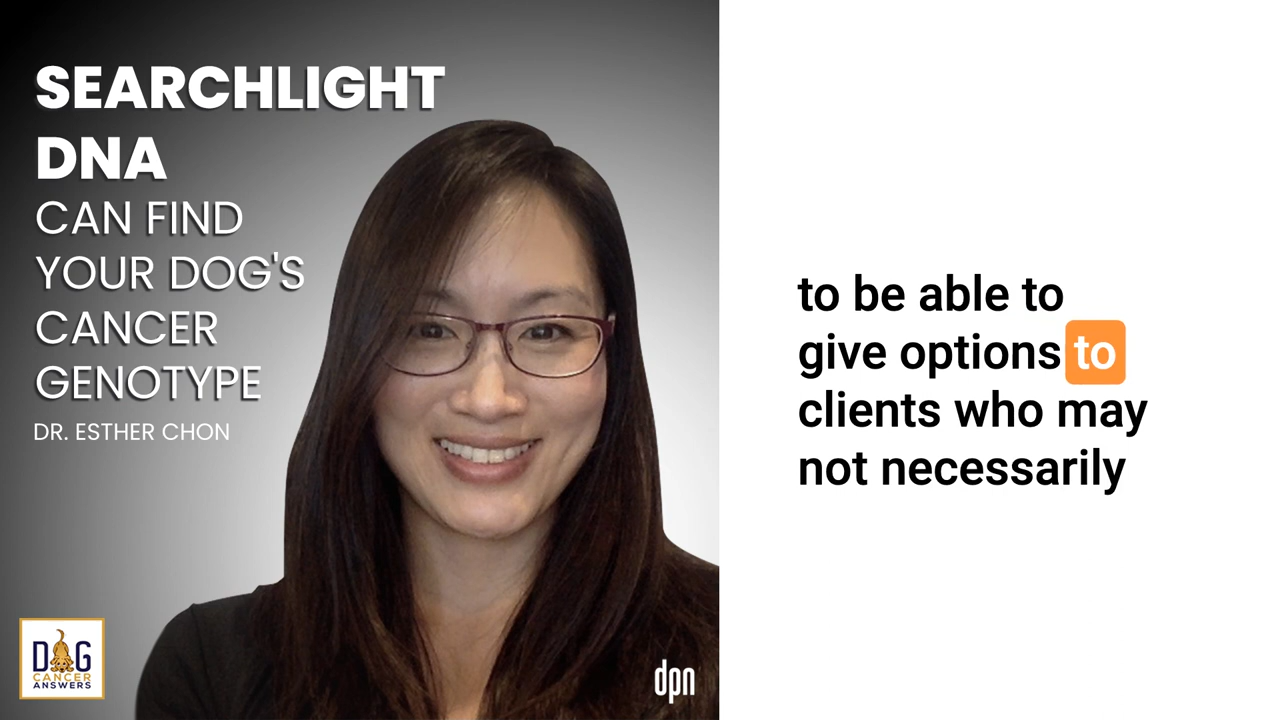 SEARCHLIGHT
DNA
CAN FIND
YOUR DOG'S
CANCER
GENOTYPE
DR. ESTHER CHON
DOG
CANCER
ANSWERS
dpn
to be able to
give options to
clients who may
not necessarily